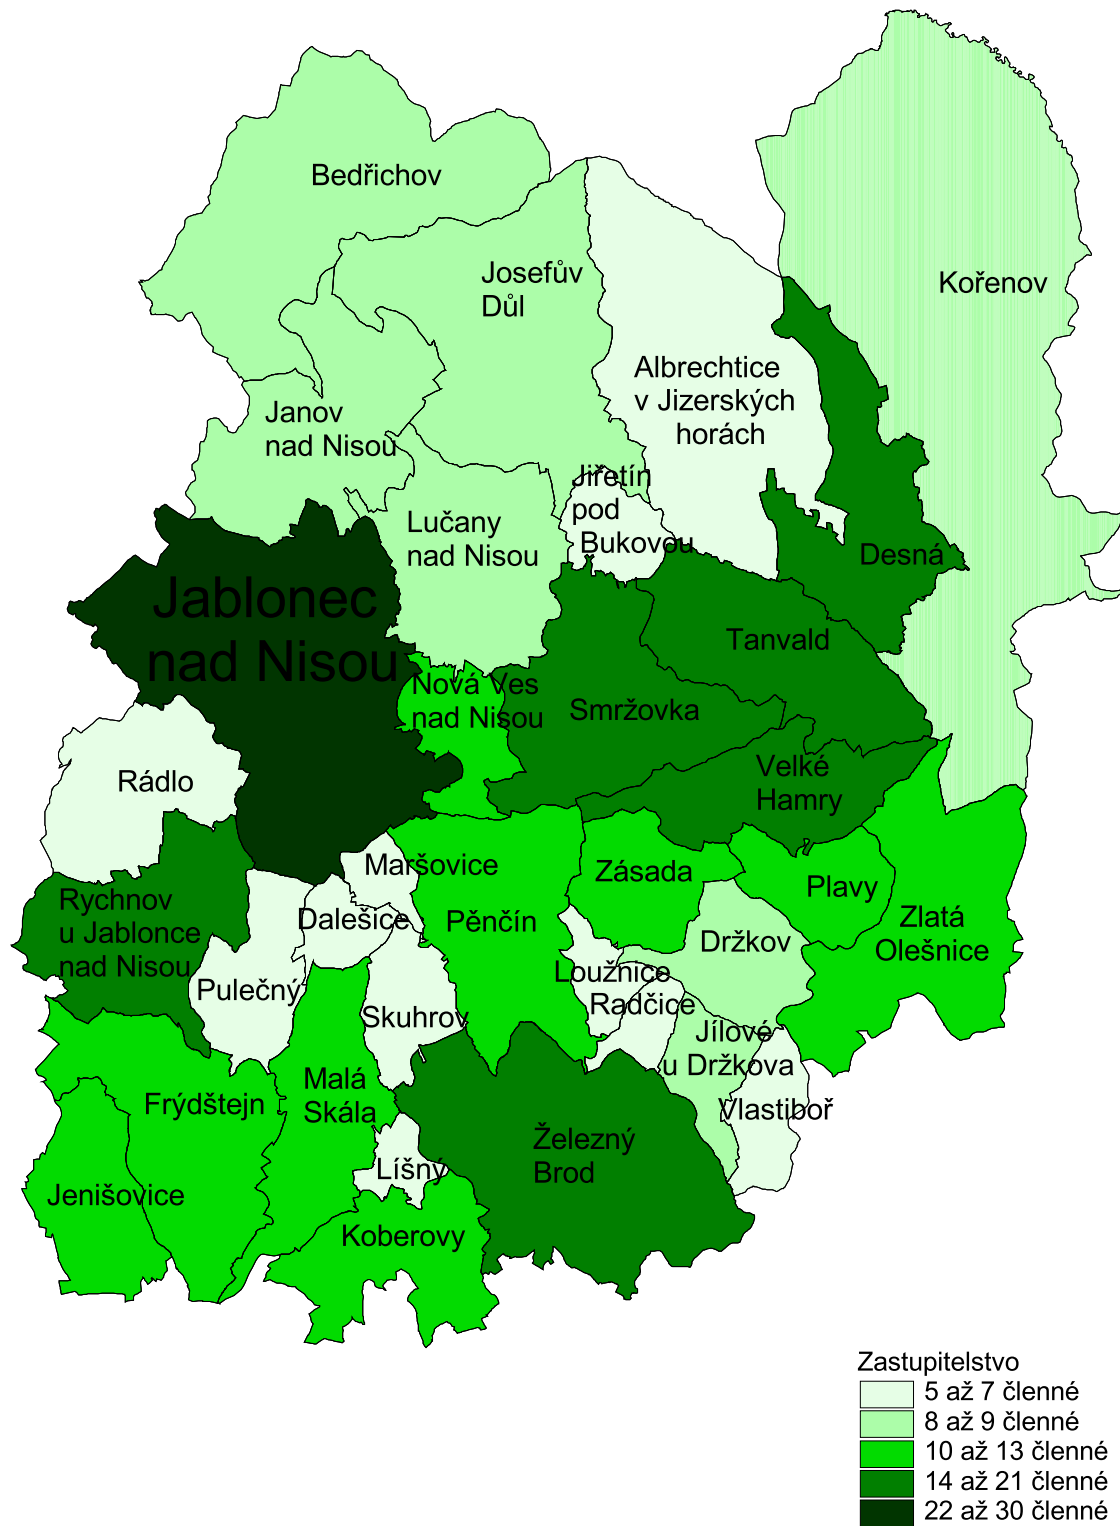 Bedřichov
Josefův
Důl
Kořenov
Albrechtice
v Jizerských
horách
Janov
nad Nisou
Jiřetín
pod
Bukovou
Lučany
nad Nisou
Desná
Jablonec
nad Nisou
Tanvald
Nová Ves
nad Nisou
Smržovka
Rádlo
Velké
Hamry
Maršovice
Zásada
Plavy
Rychnov
u Jablonce
nad Nisou
Dalešice
Pěnčín
Držkov
Zlatá
Olešnice
Pulečný
Loužnice
Radčice
Skuhrov
Jílové
u Držkova
Malá
Skála
Frýdštejn
Vlastiboř
Železný
Brod
Líšný
Jenišovice
Koberovy
Zastupitelstvo
5 až 7 členné
8 až 9 členné
10 až 13 členné
14 až 21 členné
22 až 30 členné